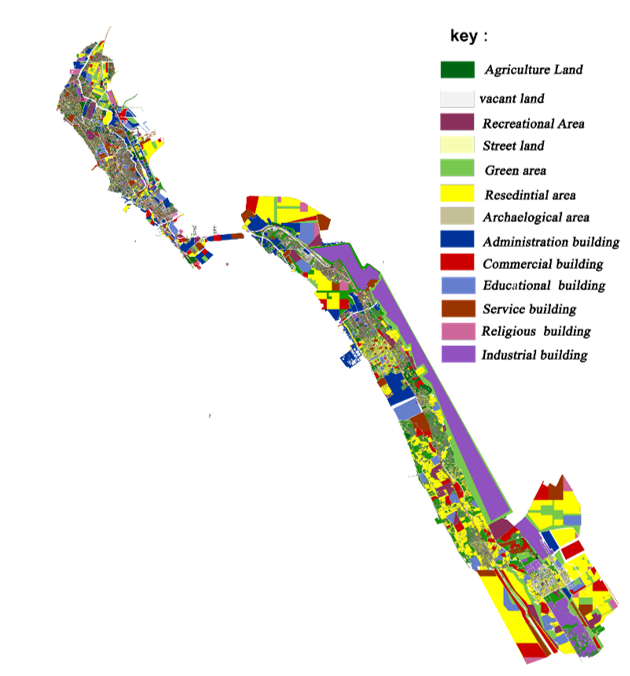 key :
Agriculture Land
vacant land
Recreational Area
Street land
Green area
Resedintial area
Archaelogical area
Administration building
Commercial building
Educational building
Service building
Religious building
Industrial building